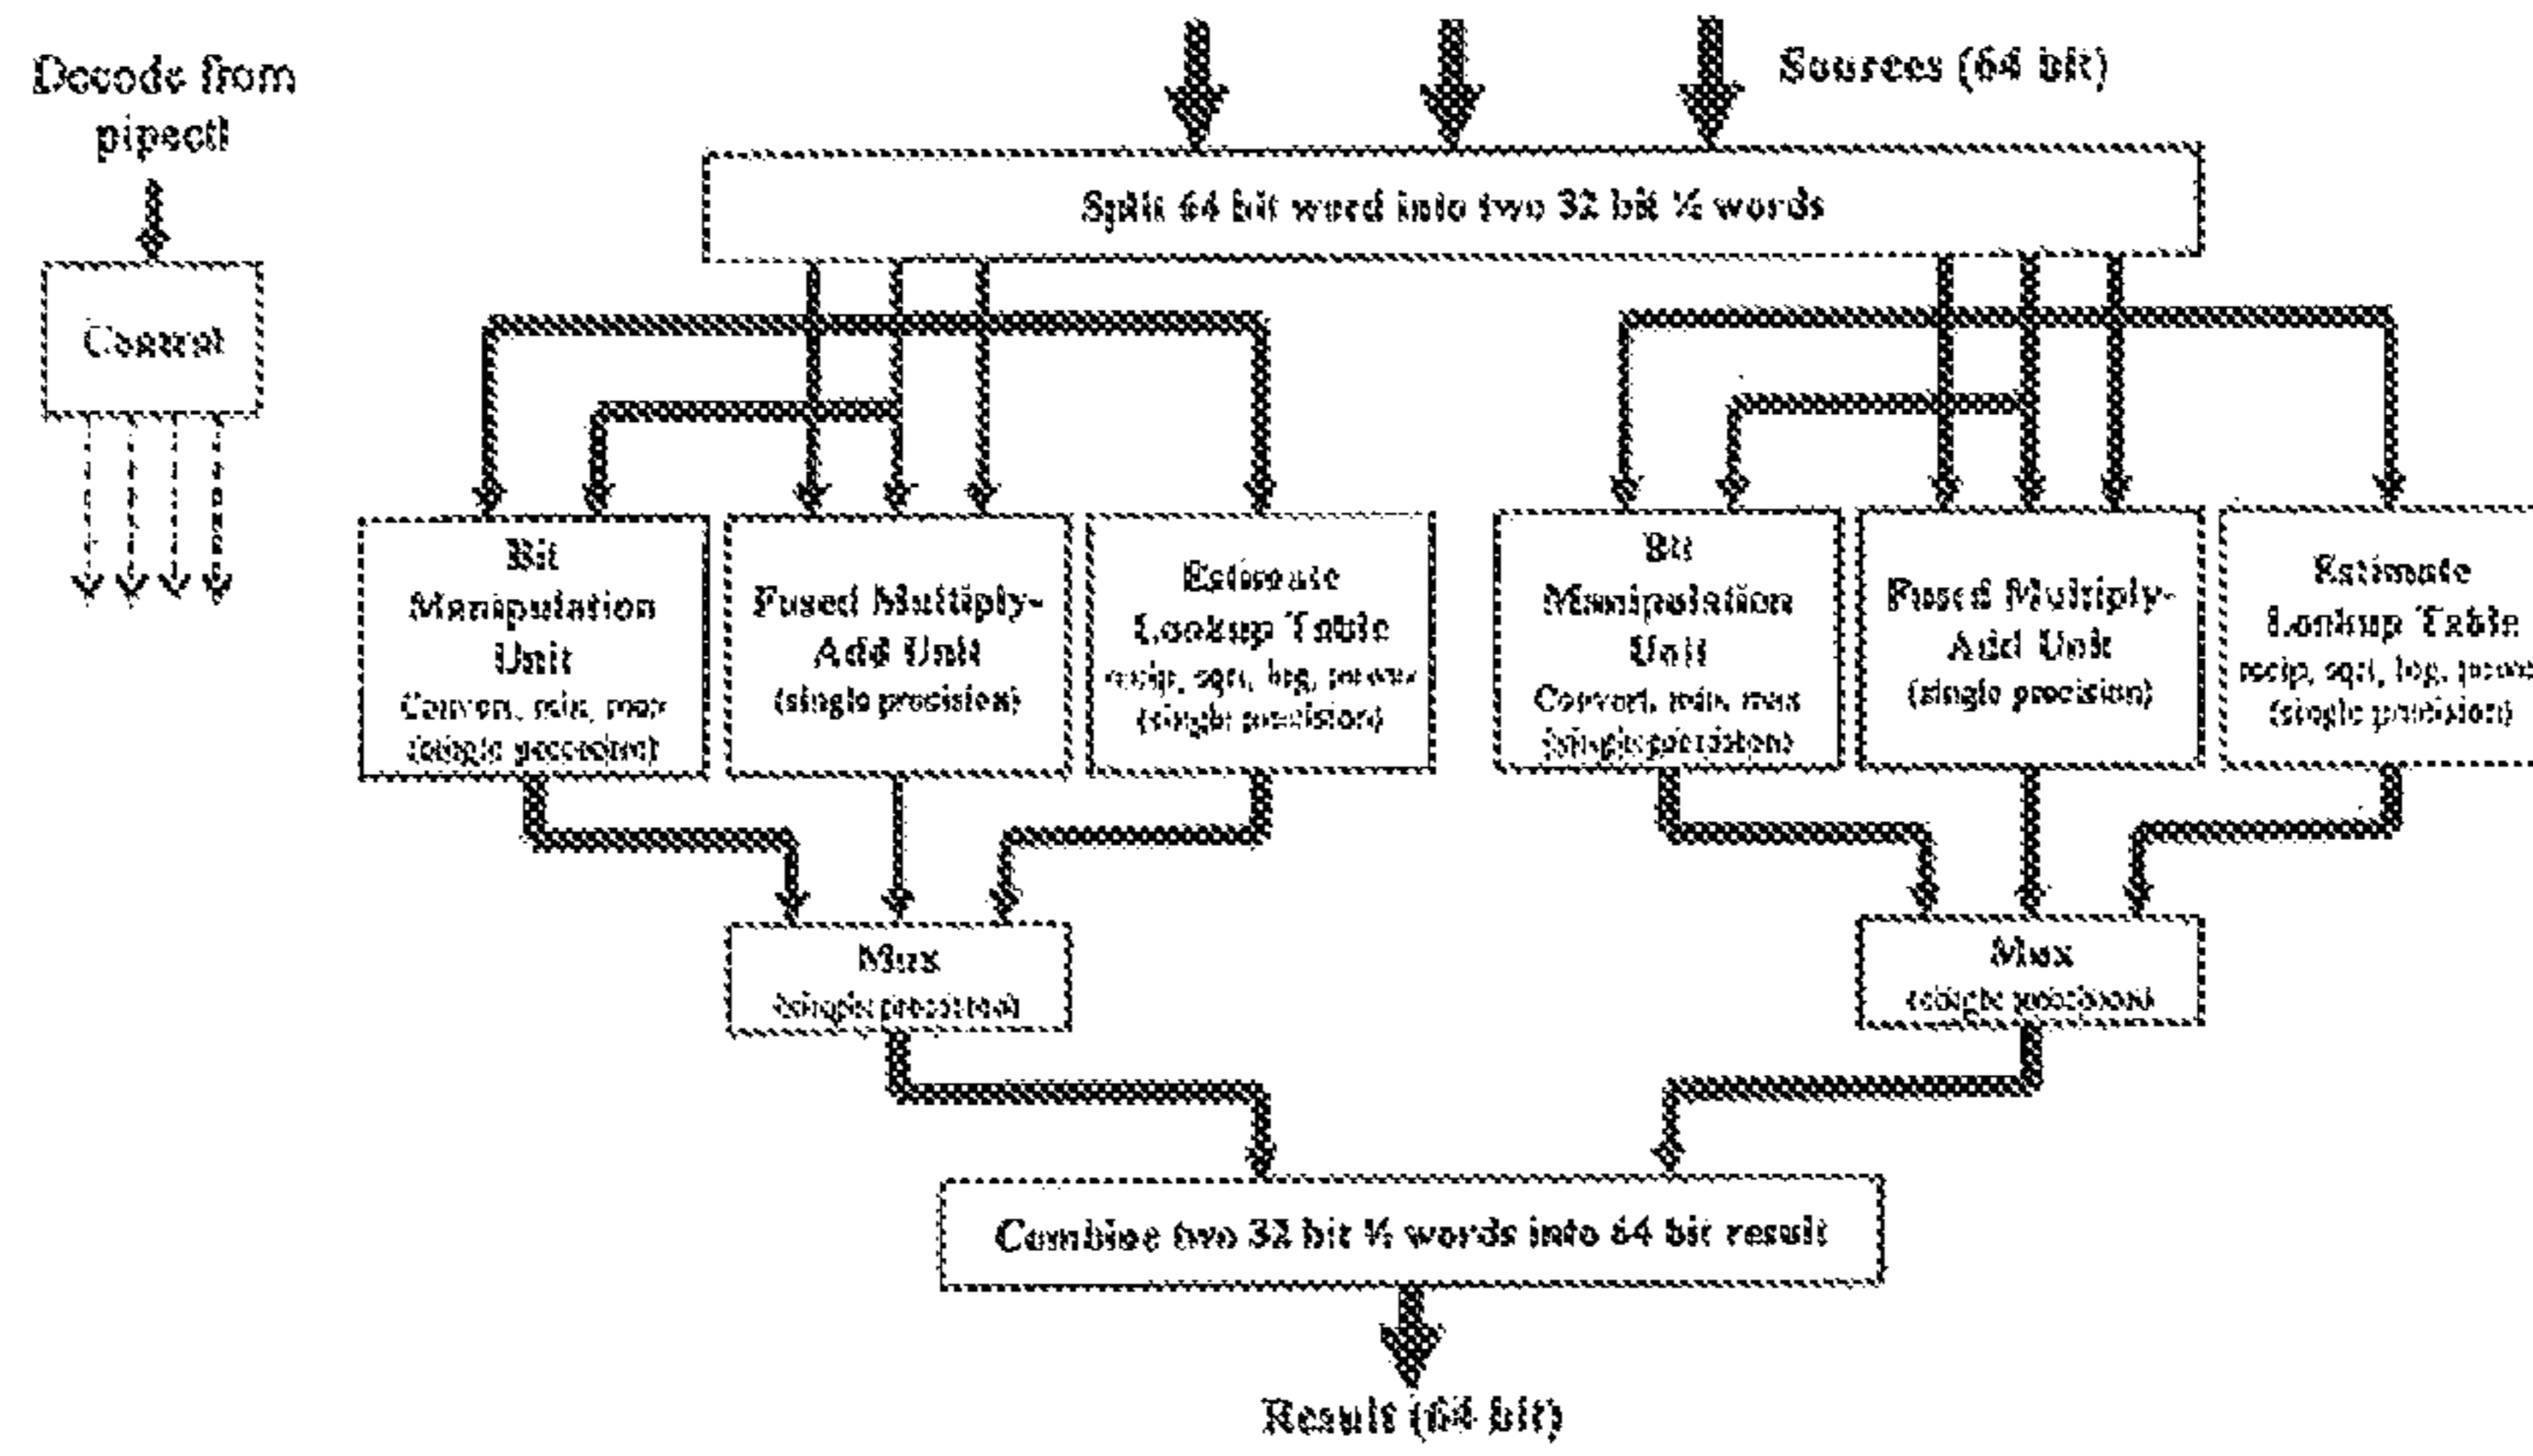 Decode from
pipectl
Control
Sources (64 bit)
Split 64 bit word into two 32 bit ½ words
Bit
Manipulation
Unit
Convert, min, max
(single precision)
Fused Multiply-
Add Unit
(single precision)
Estimate
Lookup Table
recip, sqrt, log, power
(single precision)
Bit
Manipulation
Unit
Convert, min, max
(single precision)
Fused Multiply-
Add Unit
(single precision)
Estimate
Lookup Table
recip, sqrt, log, powe
(single precision)
Mux
(single precision)
Mux
(single precision)
Combine two 32 bit ½ words into 64 bit result
Result (64 bit)